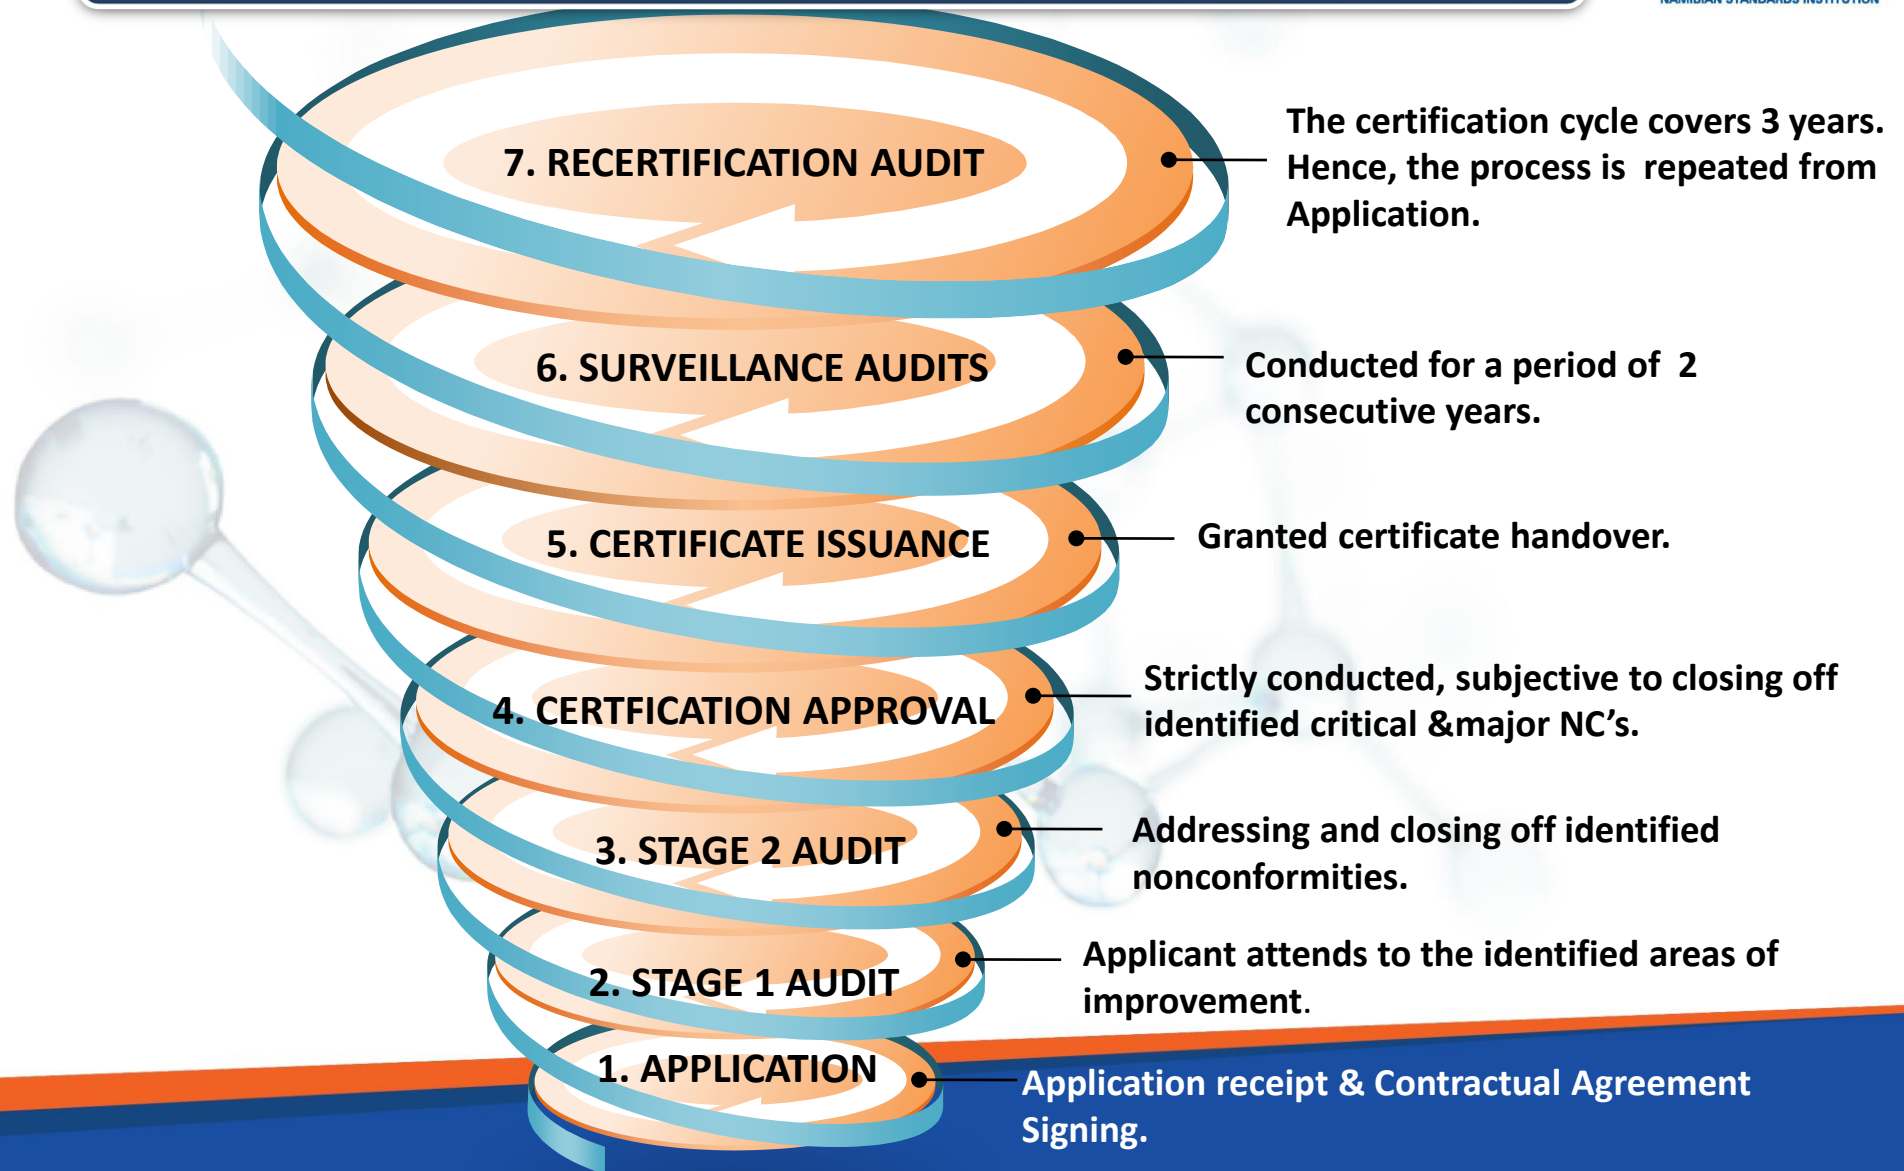 NAMIBIAN STANDARDS INSTITUTION
7. RECERTIFICATION AUDIT
The certification cycle covers 3 years.
Hence, the process is repeated from
Application.
6. SURVEILLANCE AUDITS
Conducted for a period of 2
consecutive years.
5. CERTIFICATE ISSUANCE
Granted certificate handover.
4. CERTFICATION APPROVAL
Strictly conducted, subjective to closing off
identified critical &major NC’s.
3. STAGE 2 AUDIT
Addressing and closing off identified
nonconformities.
2. STAGE 1 AUDIT
Applicant attends to the identified areas of
improvement.
1. APPLICATION
Application receipt & Contractual Agreement
Signing.